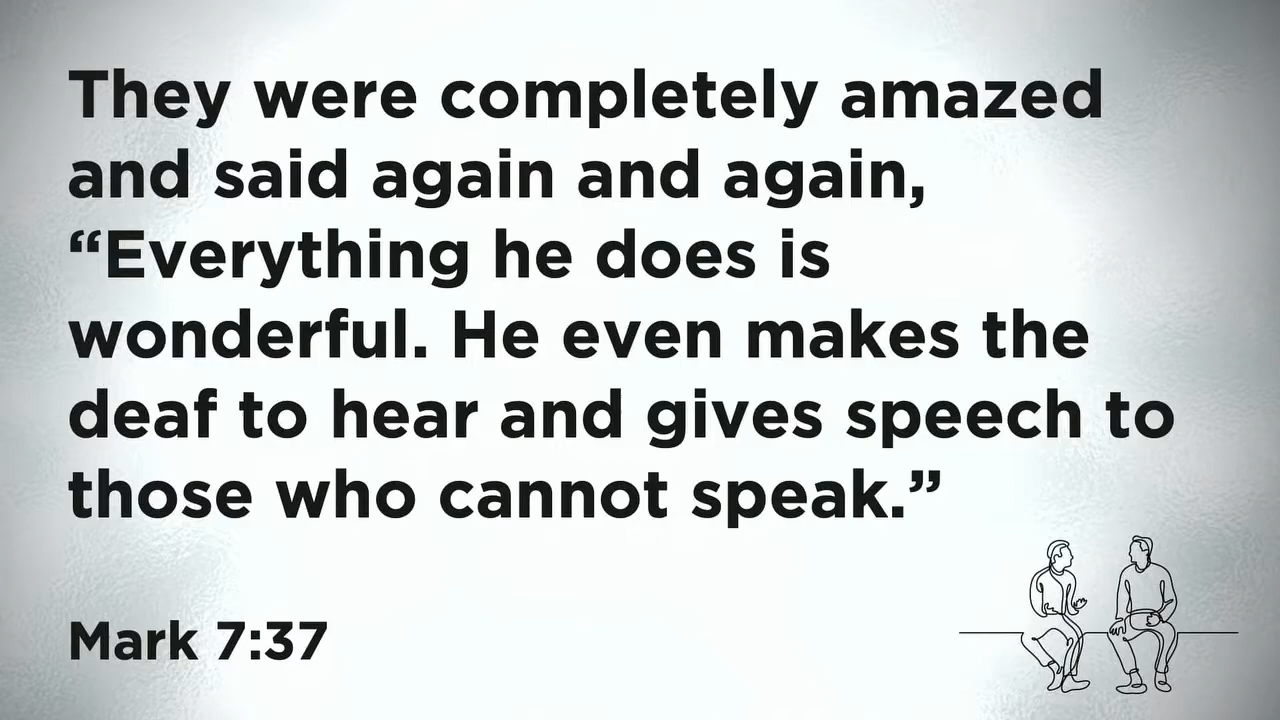 They were completely amazed
and said again and again,
“Everything he does is
wonderful. He even makes the
deaf to hear and gives speech to
those who cannot speak.”
Mark 7:37